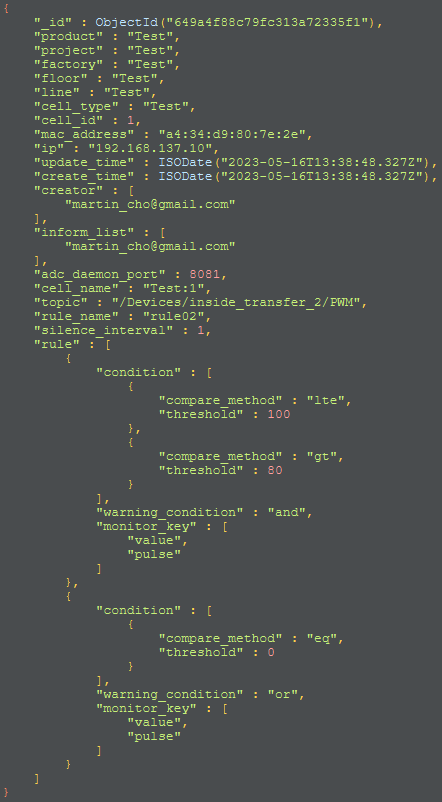 {
    "_id" : ObjectId("649a4f88c79fc313a72335f1"),
    "product" : "Test",
    "project" : "Test",
    "factory" : "Test",
    "floor" : "Test",
    "line" : "Test",
    "cell_type" : "Test",
    "cell_id" : 1,
    "mac_address" : "a4:34:d9:80:7e:2e",
    "ip" : "192.168.137.10",
    "update_time" : ISODate("2023-05-16T13:38:48.327Z"),
    "create_time" : ISODate("2023-05-16T13:38:48.327Z"),
    "creator" : [
        "martin_cho@gmail.com"
    ],
    "inform_list" : [
        "martin_cho@gmail.com"
    ],
    "adc_daemon_port" : 8081,
    "cell_name" : "Test:1",
    "topic" : "/Devices/inside_transfer_2/PWM",
    "rule_name" : "rule02",
    "silence_interval" : 1,
    "rule" : [
        {
            "condition" : [
                {
                    "compare_method" : "lte",
                    "threshold" : 100
                },
                {
                    "compare_method" : "gt",
                    "threshold" : 80
                }
            ],
            "warning_condition" : "and",
            "monitor_key" : [
                "value",
                "pulse"
            ]
        },
        {
            "condition" : [
                {
                    "compare_method" : "eq",
                    "threshold" : 0
                }
            ],
            "warning_condition" : "or",
            "monitor_key" : [
                "value",
                "pulse"
            ]
        }
    ]
}